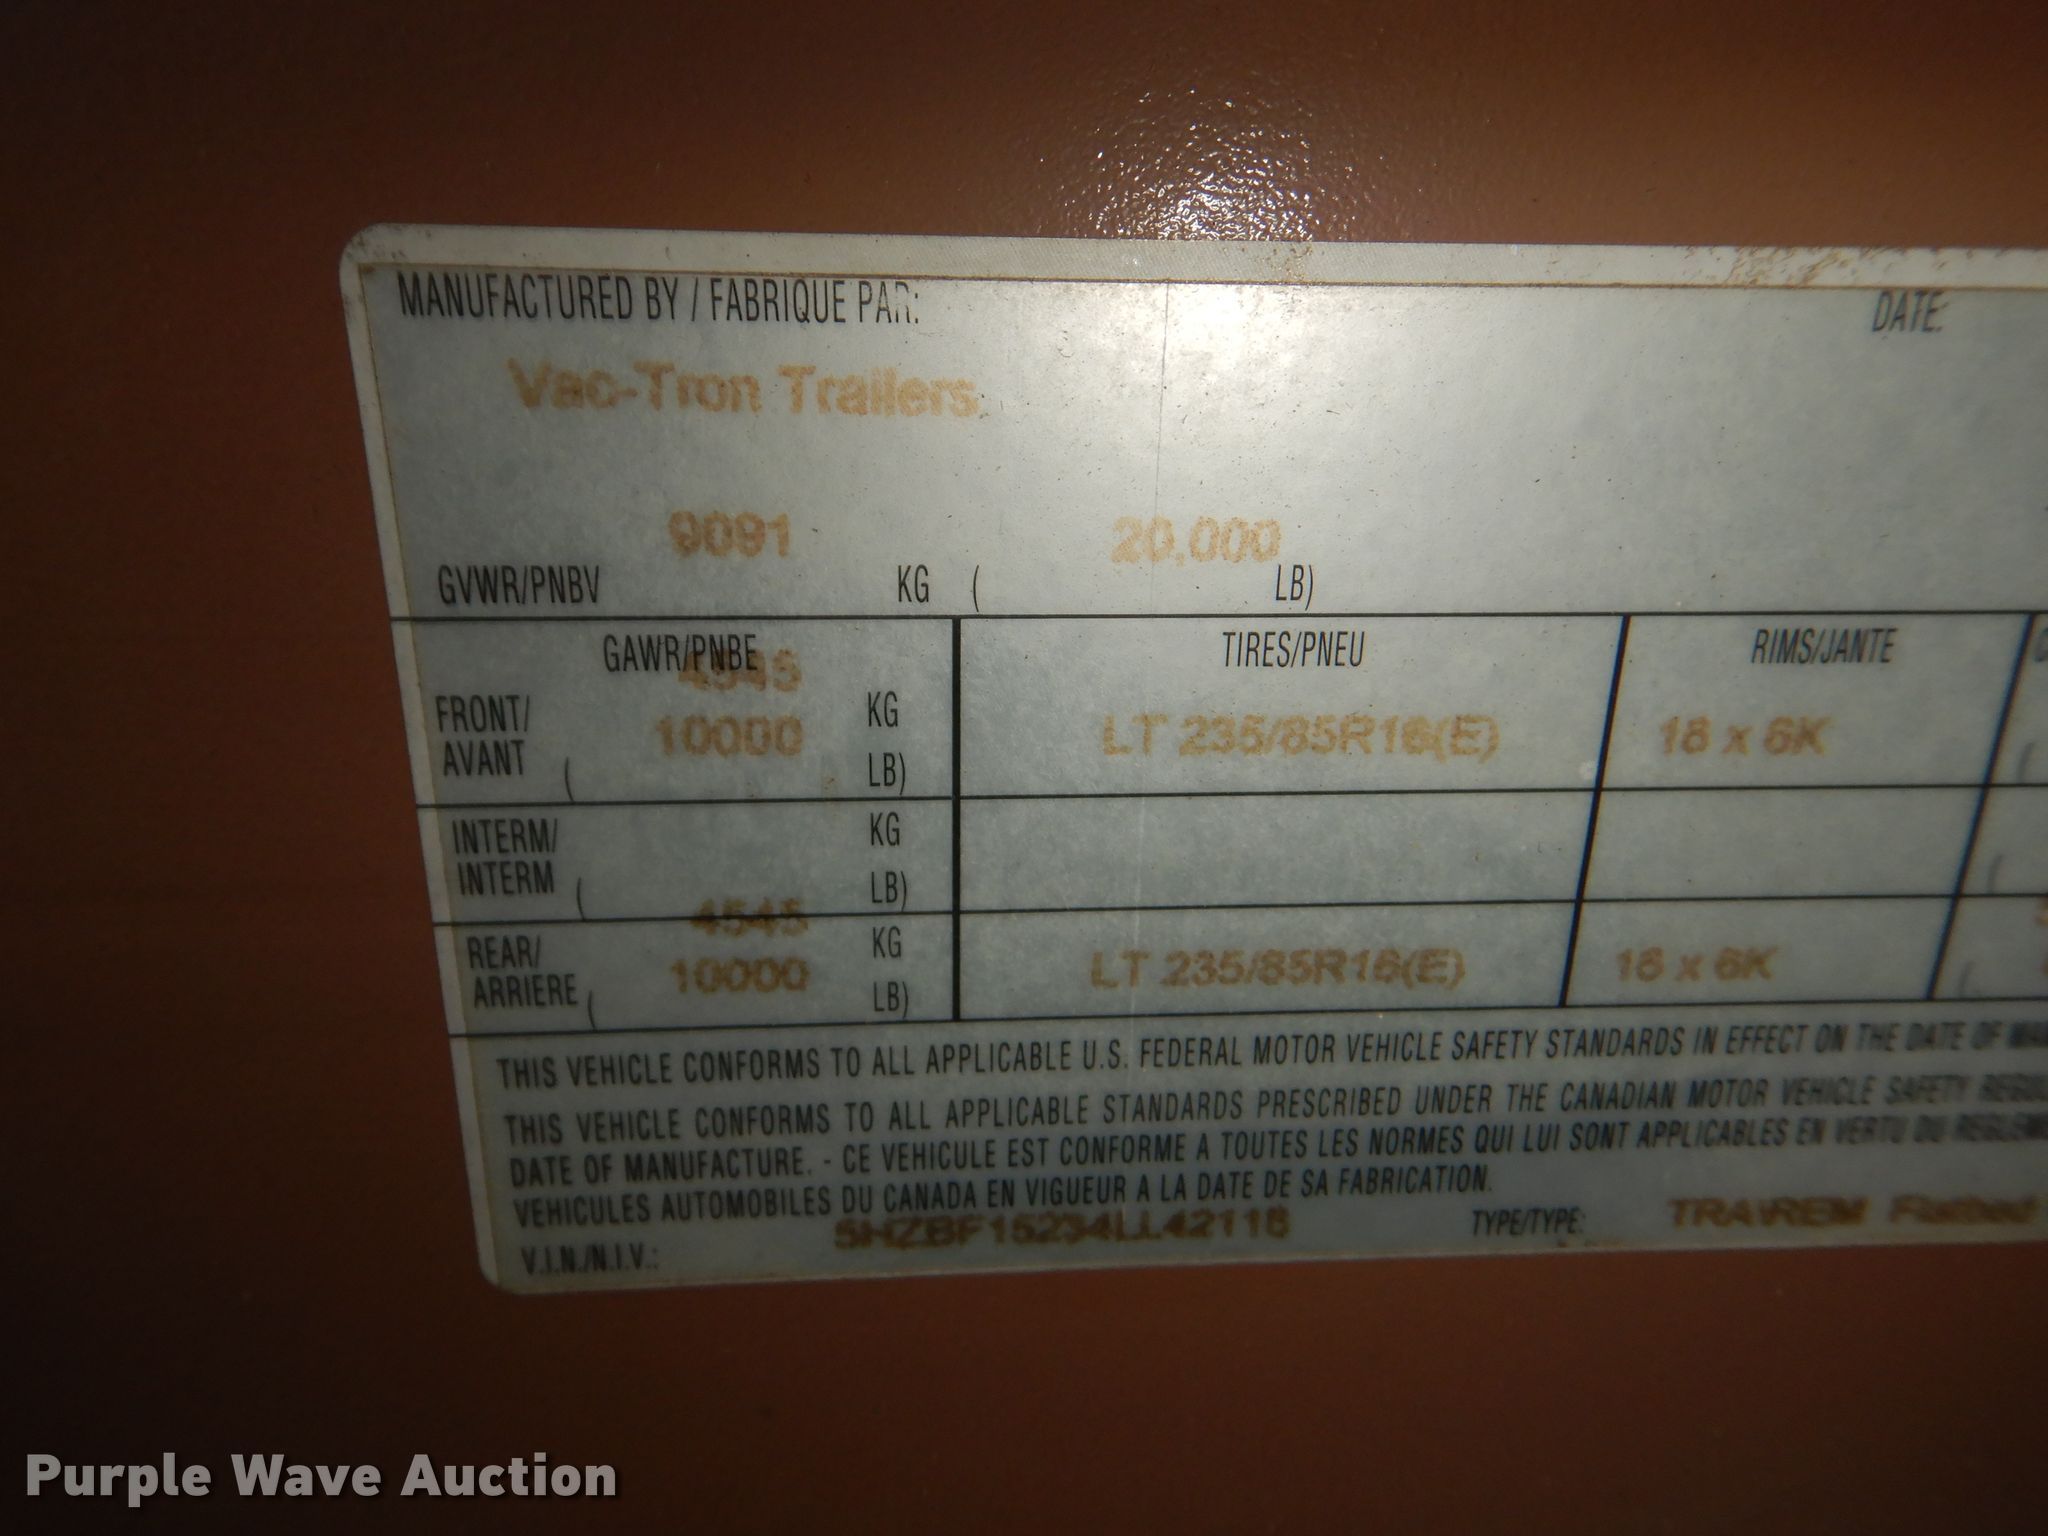 MANUFACTURED BY / FABRIQUE PAR: DATE:
Vac-Tron Trailers
9091 20,000
GVWR/PNBV KG ( LB)
GAWR/PNBE TIRES/PNEU RIMS/JANTE
4545
FRONT/ KG
AVANT ( 10000 LB) LT 235/85R16(E) 16 x 6K
INTERM/ KG
INTERM ( LB)
4545
REAR/ KG
ARRIERE ( 10000 LB) LT 235/85R16(E) 16 x 6K
THIS VEHICLE CONFORMS TO ALL APPLICABLE U.S. FEDERAL MOTOR VEHICLE SAFETY STANDARDS IN EFFECT ON THE DATE OF
THIS VEHICLE CONFORMS TO ALL APPLICABLE STANDARDS PRESCRIBED UNDER THE CANADIAN MOTOR VEHICLE SAFETY
DATE OF MANUFACTURE. - CE VEHICULE EST CONFORME A TOUTES LES NORMES QUI LUI SONT APPLICABLES EN VERTU DU
VEHICULES AUTOMOBILES DU CANADA EN VIGUEUR A LA DATE DE SA FABRICATION.
V.I.N./N.I.V.: 5HZBF15234LL42118 TYPE/TYPE: TRA\REM Flatbed
Purple Wave Auction